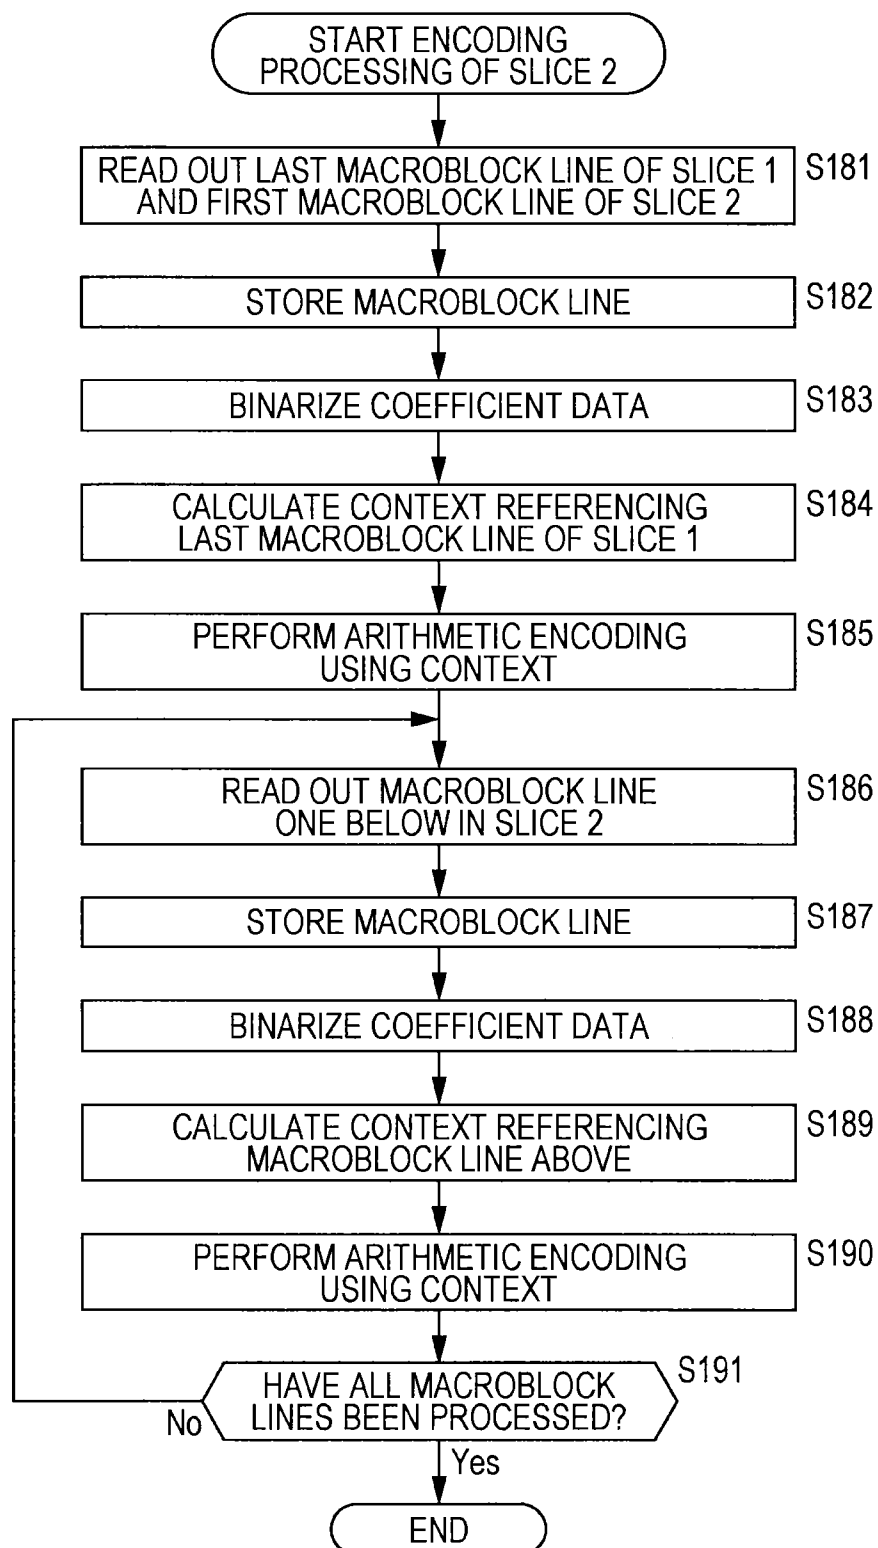 START ENCODING
PROCESSING OF SLICE 2
READ OUT LAST MACROBLOCK LINE OF SLICE 1
AND FIRST MACROBLOCK LINE OF SLICE 2
S181
STORE MACROBLOCK LINE
S182
BINARIZE COEFFICIENT DATA
S183
CALCULATE CONTEXT REFERENCING
LAST MACROBLOCK LINE OF SLICE 1
S184
PERFORM ARITHMETIC ENCODING
USING CONTEXT
S185
READ OUT MACROBLOCK LINE
ONE BELOW IN SLICE 2
S186
STORE MACROBLOCK LINE
S187
BINARIZE COEFFICIENT DATA
S188
CALCULATE CONTEXT REFERENCING
MACROBLOCK LINE ABOVE
S189
PERFORM ARITHMETIC ENCODING
USING CONTEXT
S190
HAVE ALL MACROBLOCK
LINES BEEN PROCESSED?
S191
No
Yes
END